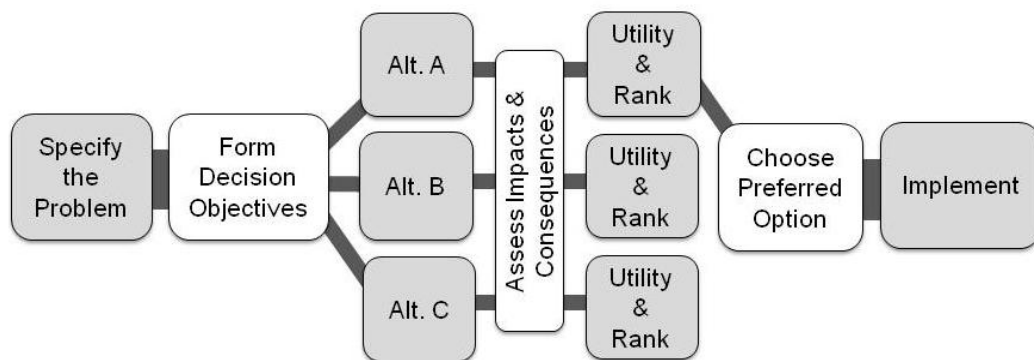 Specify
the
Problem
Form
Decision
Objectives
Alt. A
Alt. B
Alt. C
Assess Impacts &
Consequences
Utility
&
Rank
Utility
&
Rank
Utility
&
Rank
Choose
Preferred
Option
Implement